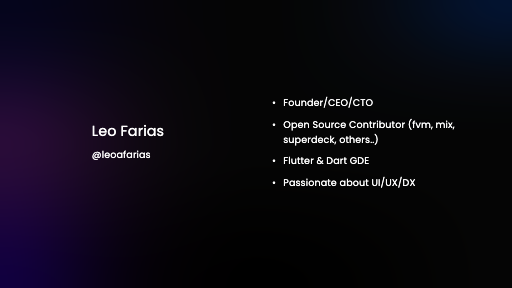 Leo Farias
@leoafarias
• Founder/CEO/CTO
• Open Source Contributor (fvm, mix,
superdeck, others..)
• Flutter & Dart GDE
• Passionate about UI/UX/DX